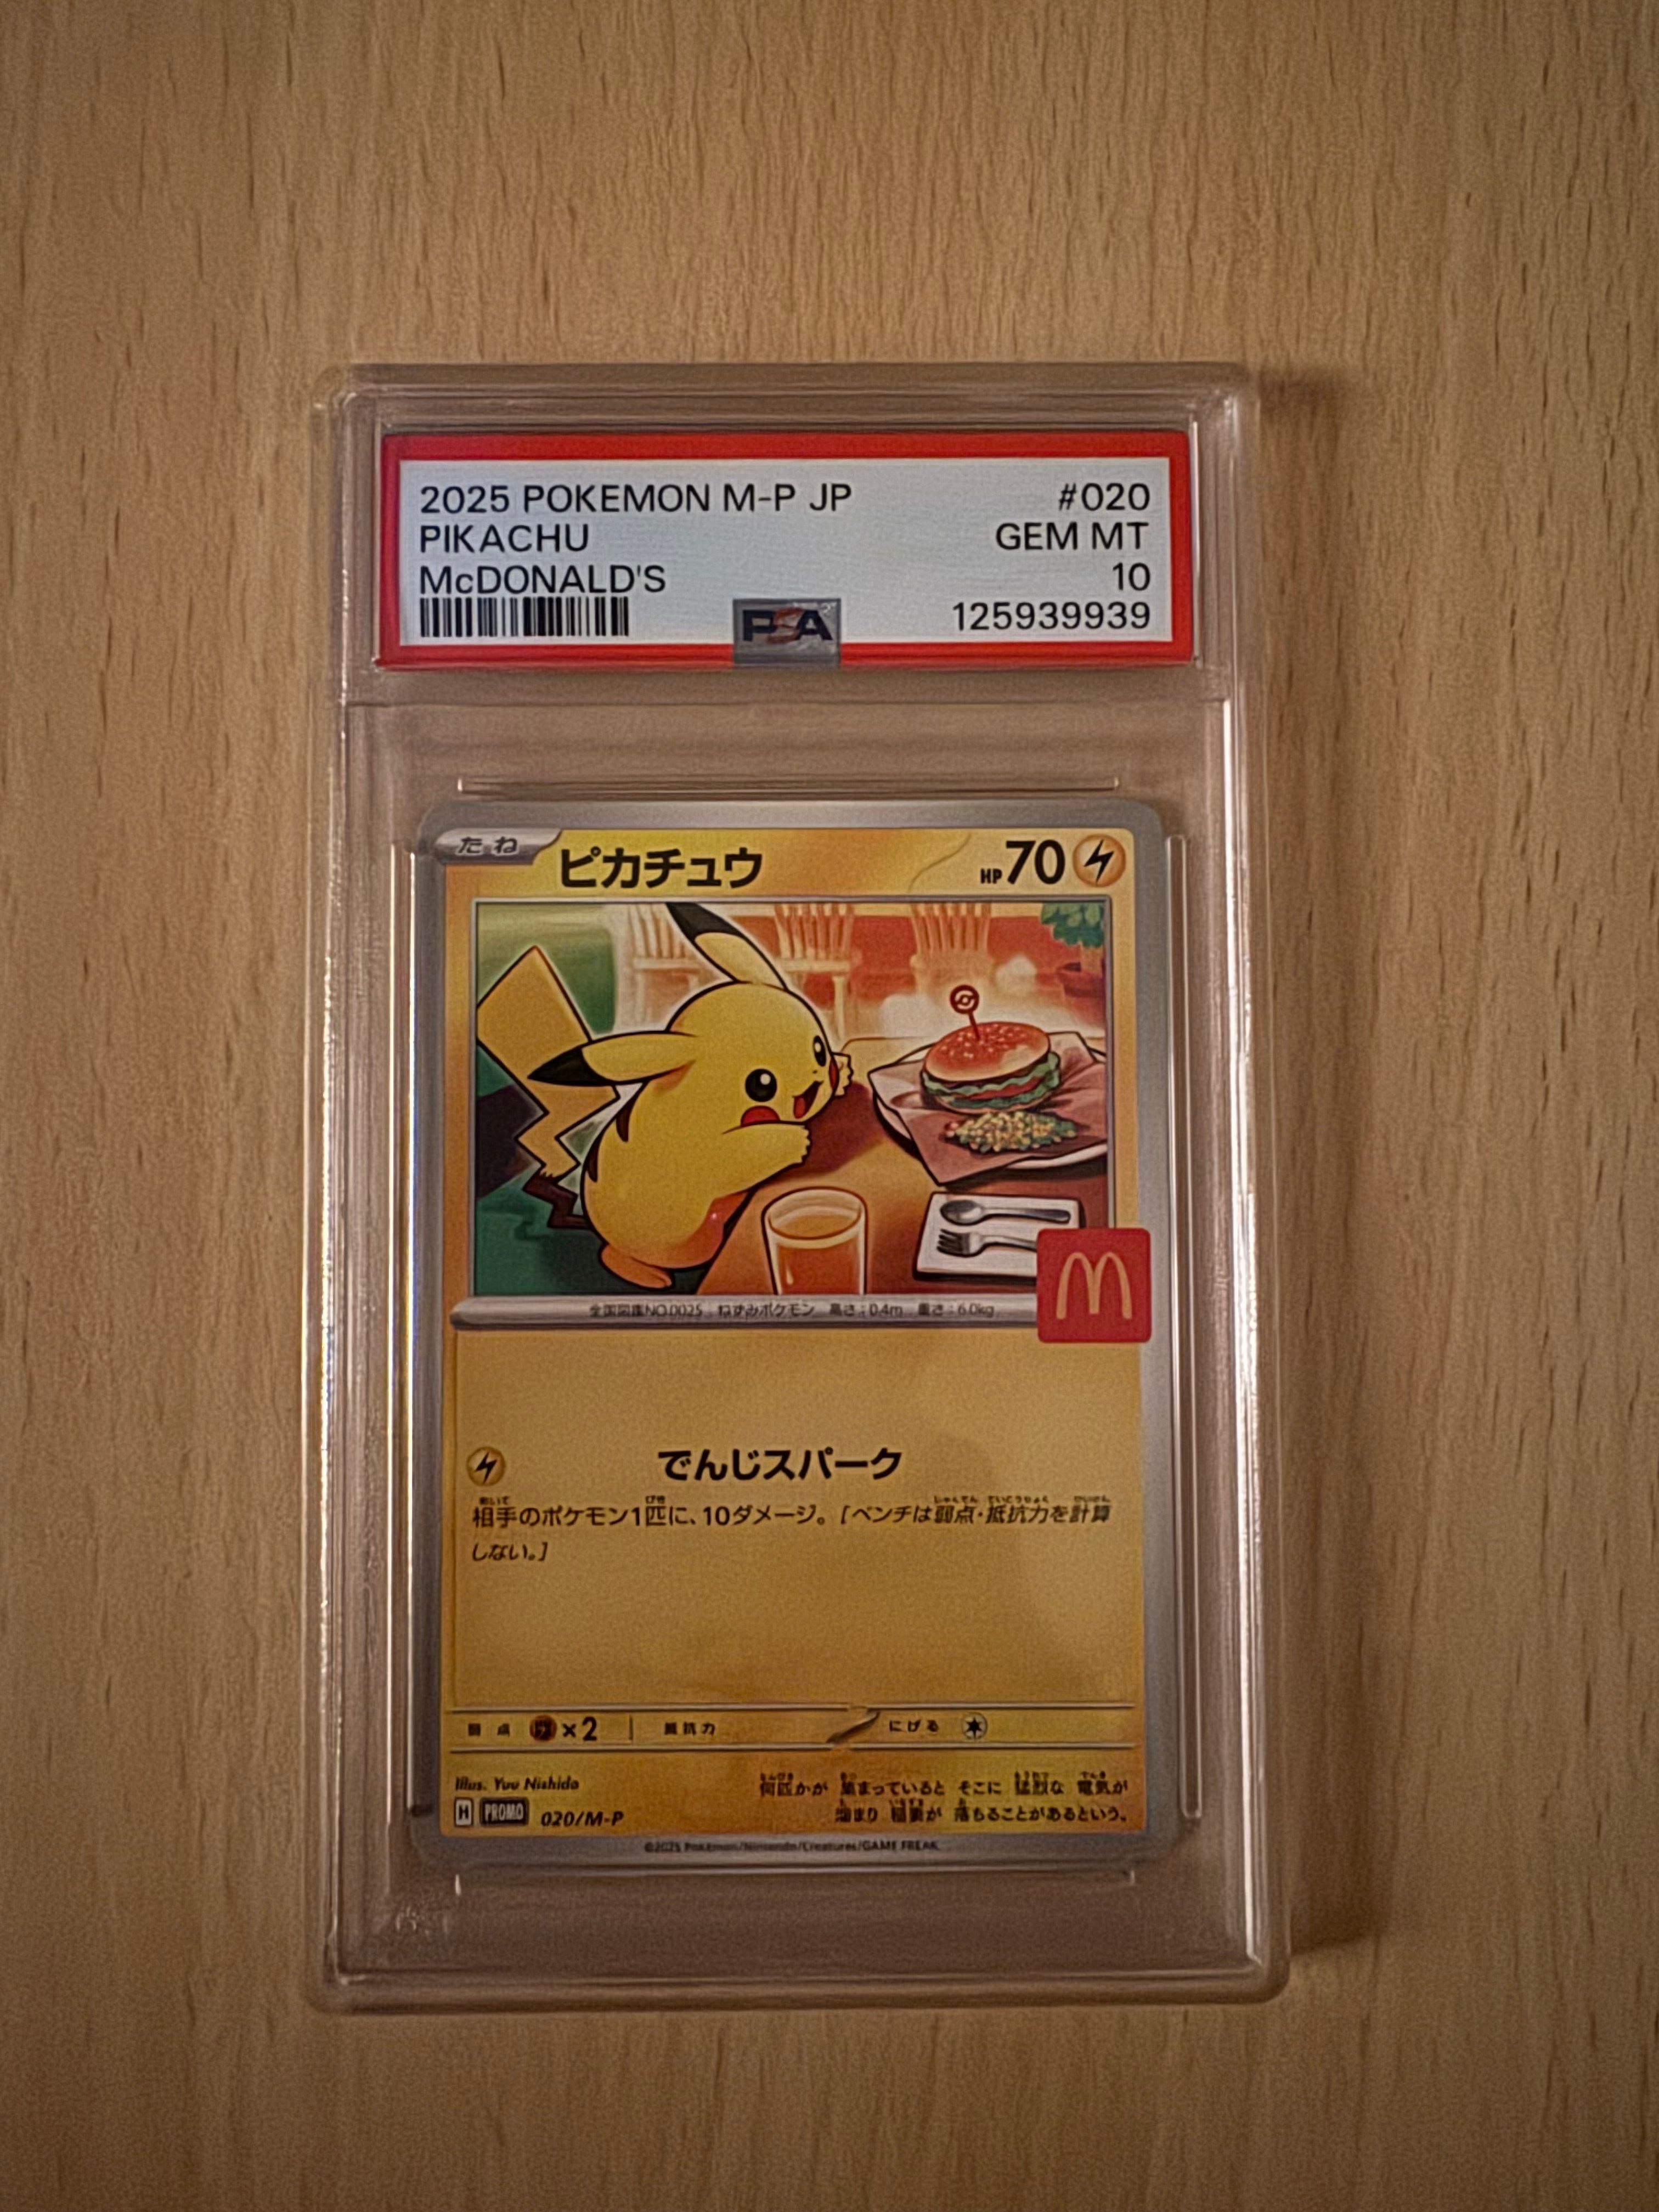 2025 POKEMON M-P JP #020
PIKACHU GEM MT
McDONALD'S 10
PSA 125939939
たね ピカチュウ HP70
全国図鑑NO.0025 ねずみポケモン 高さ：0.4m 重さ：6.0kg
でんじスパーク
相手のポケモン1匹に、10ダメージ。［ベンチは弱点・抵抗力を計算
しない。］
弱点 ×2 抵抗力 にげる
Illus. Yuu Nishida
何匹かが 集まっていると そこに 猛烈な 電気が
溜まり 稲妻が 落ちることがあるという。
H PROMO 020/M-P
©2025 Pokémon/Nintendo/Creatures/GAME FREAK